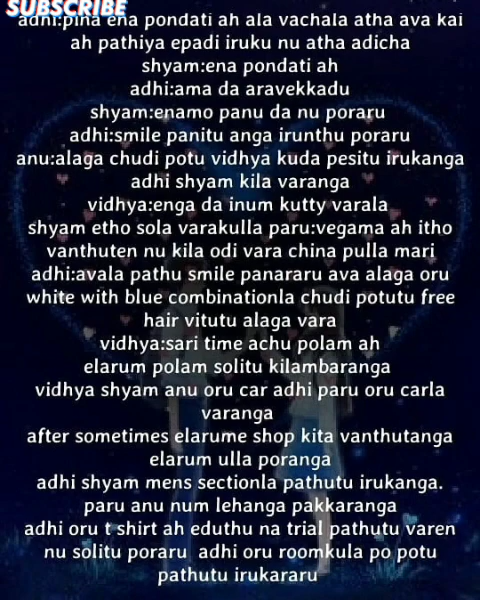 SUBSCRIBE
adhi:pina ena pondati ah ala vachala atha ava kai
ah pathiya epadi iruku nu atha adicha
shyam:ena pondati ah
adhi:ama da aravekkadu
shyam:enamo panu da nu poraru
adhi:smile panitu anga irunthu poraru
anu:alaga chudi potu vidhya kuda pesitu irukanga
adhi shyam kila varanga
vidhya:enga da inum kutty varala
shyam etho sola varakulla paru:vegama ah itho
vanthuten nu kila odi vara china pulla mari
adhi:avala pathu smile panararu ava alaga oru
white with blue combinationla chudi potutu free
hair vitutu alaga vara
vidhya:sari time achu polam ah
elarum polam solitu kilambaranga
vidhya shyam anu oru car adhi paru oru carla
varanga
after sometimes elarume shop kita vanthutanga
elarum ulla poranga
adhi shyam mens sectionla pathutu irukanga.
paru anu num lehanga pakkaranga
adhi oru t shirt ah eduthu na trial pathutu varen
nu solitu poraru adhi oru roomkula po potu
pathutu irukararu